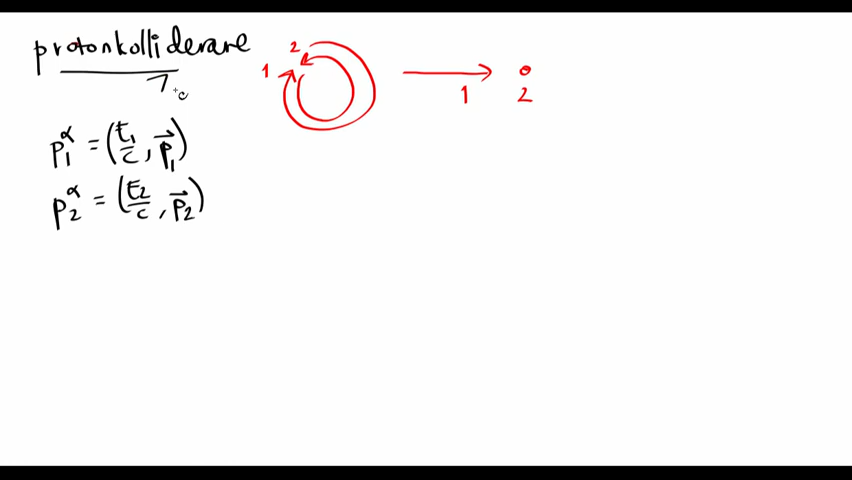 protonkolliderare
1
2
1
2
p₁^α = (E₁/c, p⃗₁)
p₂^α = (E₂/c, p⃗₂)